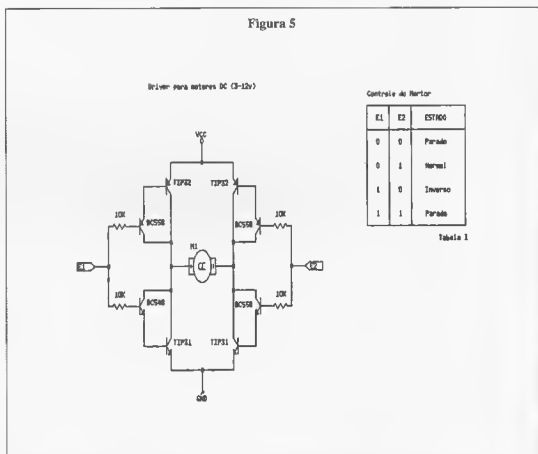 Figura 5
Driver para motores DC (3-12v)
Controle do Mortor
E1 E2 ESTADO
0 0 Parado
0 1 Normal
1 0 Inverso
1 1 Parado
Tabela 1
VCC
TIP32 TIP32
10K BC558 BC558 10K
M1
E1 CC E2
10K BC548 BC558 10K
TIP31 TIP31
GND